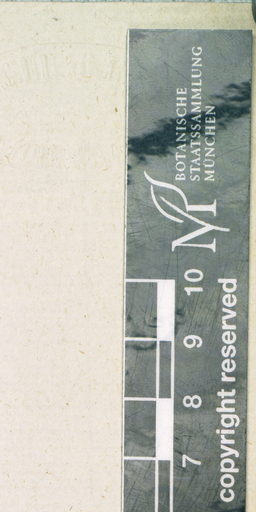 BOTANISCHE
STAATSSAMMLUNG
MÜNCHEN
10
9
8
7
copyright reserved